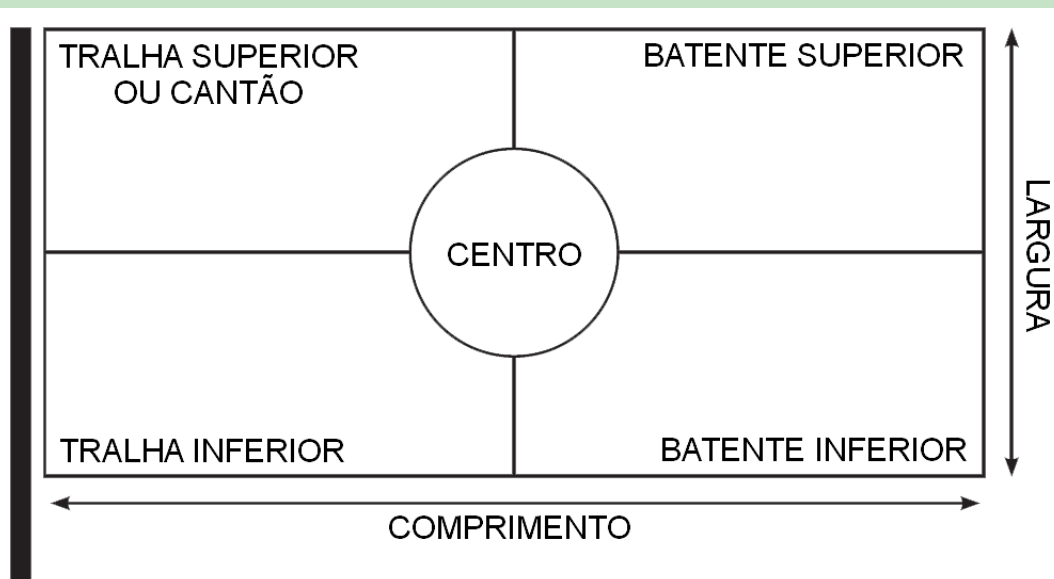 TRALHA SUPERIOR
OU CANTÃO
BATENTE SUPERIOR
CENTRO
LARGURA
TRALHA INFERIOR
BATENTE INFERIOR
COMPRIMENTO